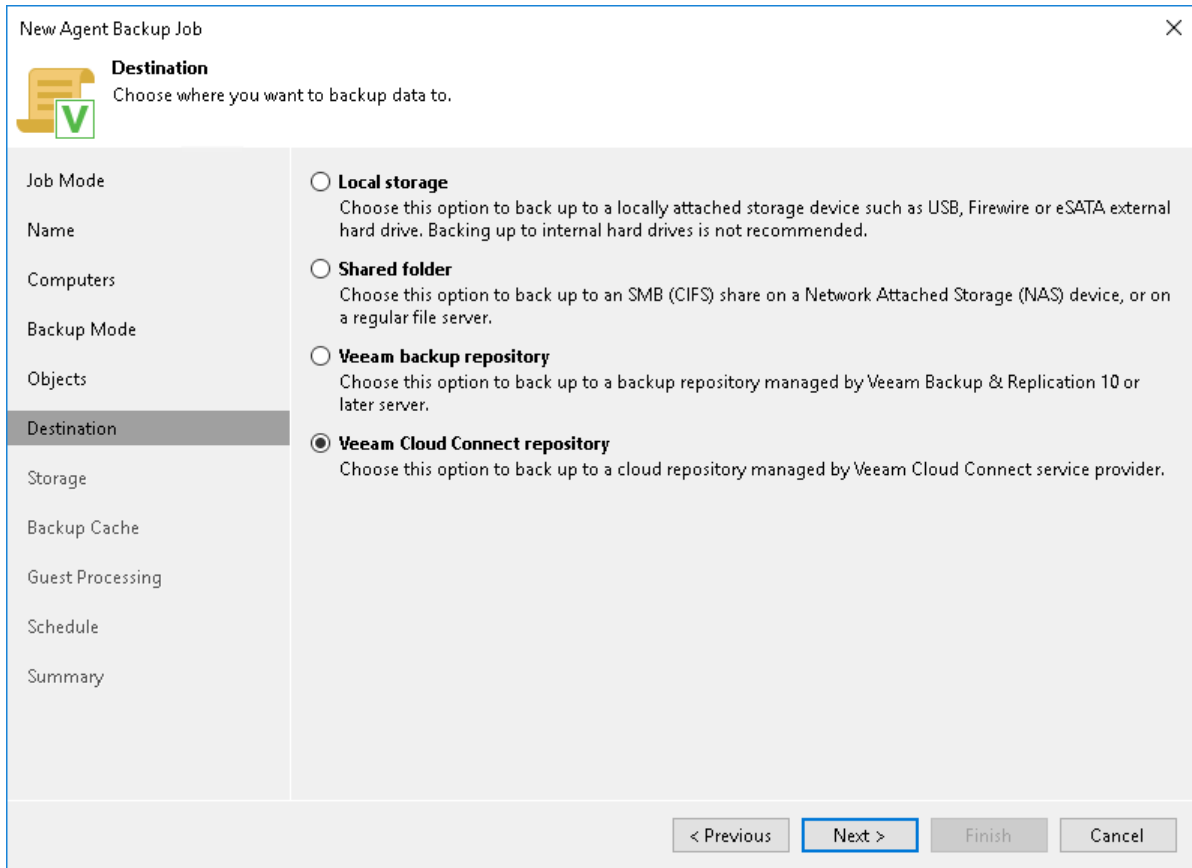 New Agent Backup Job
Destination
Choose where you want to backup data to.
V
Job Mode
Name
Computers
Backup Mode
Objects
Destination
Storage
Backup Cache
Guest Processing
Schedule
Summary
Local storage
Choose this option to back up to a locally attached storage device such as USB, Firewire or eSATA external
hard drive. Backing up to internal hard drives is not recommended.
Shared folder
Choose this option to back up to an SMB (CIFS) share on a Network Attached Storage (NAS) device, or on
a regular file server.
Veeam backup repository
Choose this option to back up to a backup repository managed by Veeam Backup & Replication 10 or
later server.
Veeam Cloud Connect repository
Choose this option to back up to a cloud repository managed by Veeam Cloud Connect service provider.
< Previous
Next >
Finish
Cancel